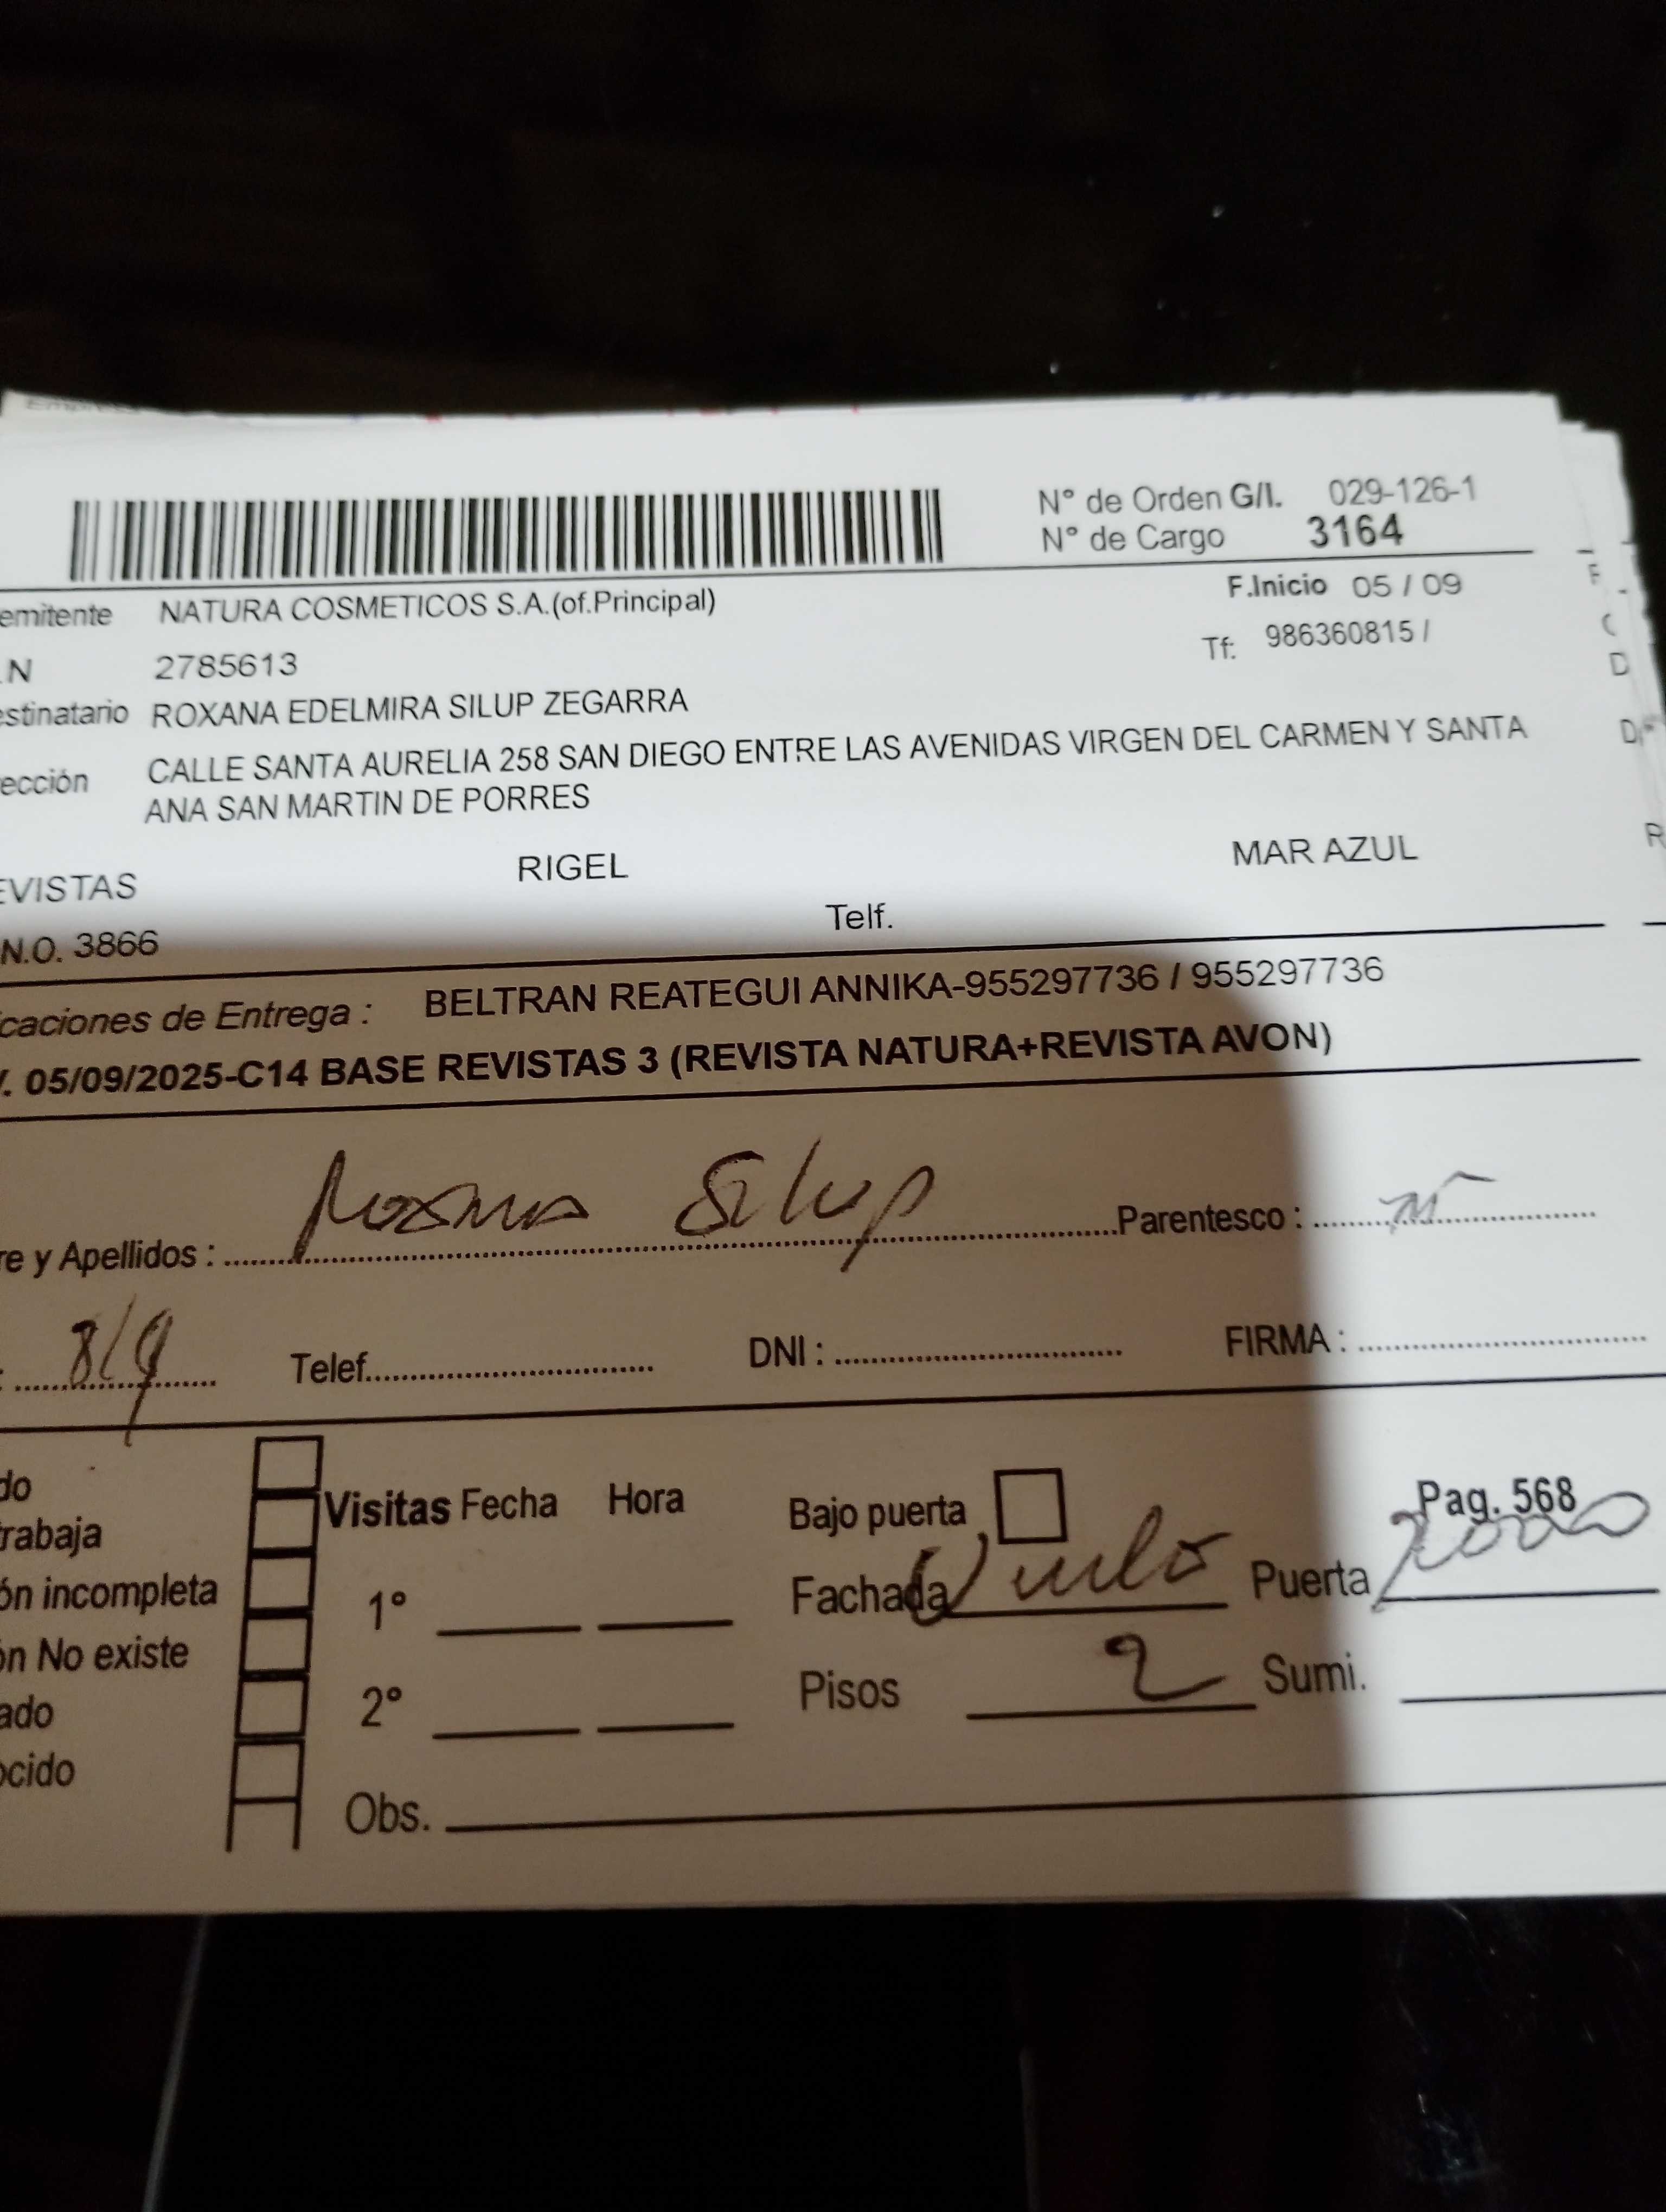 N° de Orden G/I. 029-126-1
N° de Cargo 3164
F.Inicio 05 / 09
emitente NATURA COSMETICOS S.A.(of.Principal)
Tf: 986360815 /
.N 2785613
estinatario ROXANA EDELMIRA SILUP ZEGARRA
ección CALLE SANTA AURELIA 258 SAN DIEGO ENTRE LAS AVENIDAS VIRGEN DEL CARMEN Y SANTA
ANA SAN MARTIN DE PORRES
EVISTAS RIGEL MAR AZUL
N.O. 3866 Telf.
caciones de Entrega : BELTRAN REATEGUI ANNIKA-955297736 / 955297736
. 05/09/2025-C14 BASE REVISTAS 3 (REVISTA NATURA+REVISTA AVON)
re y Apellidos : Silup Parentesco :
: 8/9 Telef. DNI : FIRMA :
do
Visitas Fecha Hora Bajo puerta Pag. 568
rabaja
ón incompleta 1° Fachada Puerta
ón No existe
ado 2° Pisos 2 Sumi.
ocido
Obs.